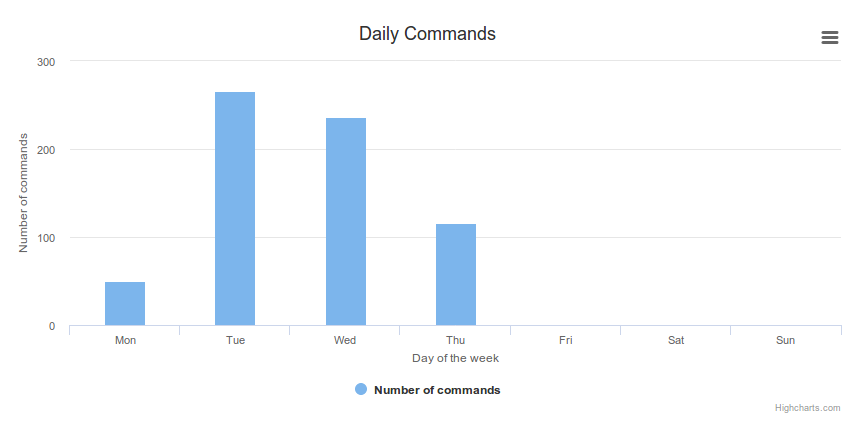 Daily Commands
Number of commands
300
200
100
0
Mon Tue Wed Thu Fri Sat Sun
Day of the week
Number of commands
Highcharts.com